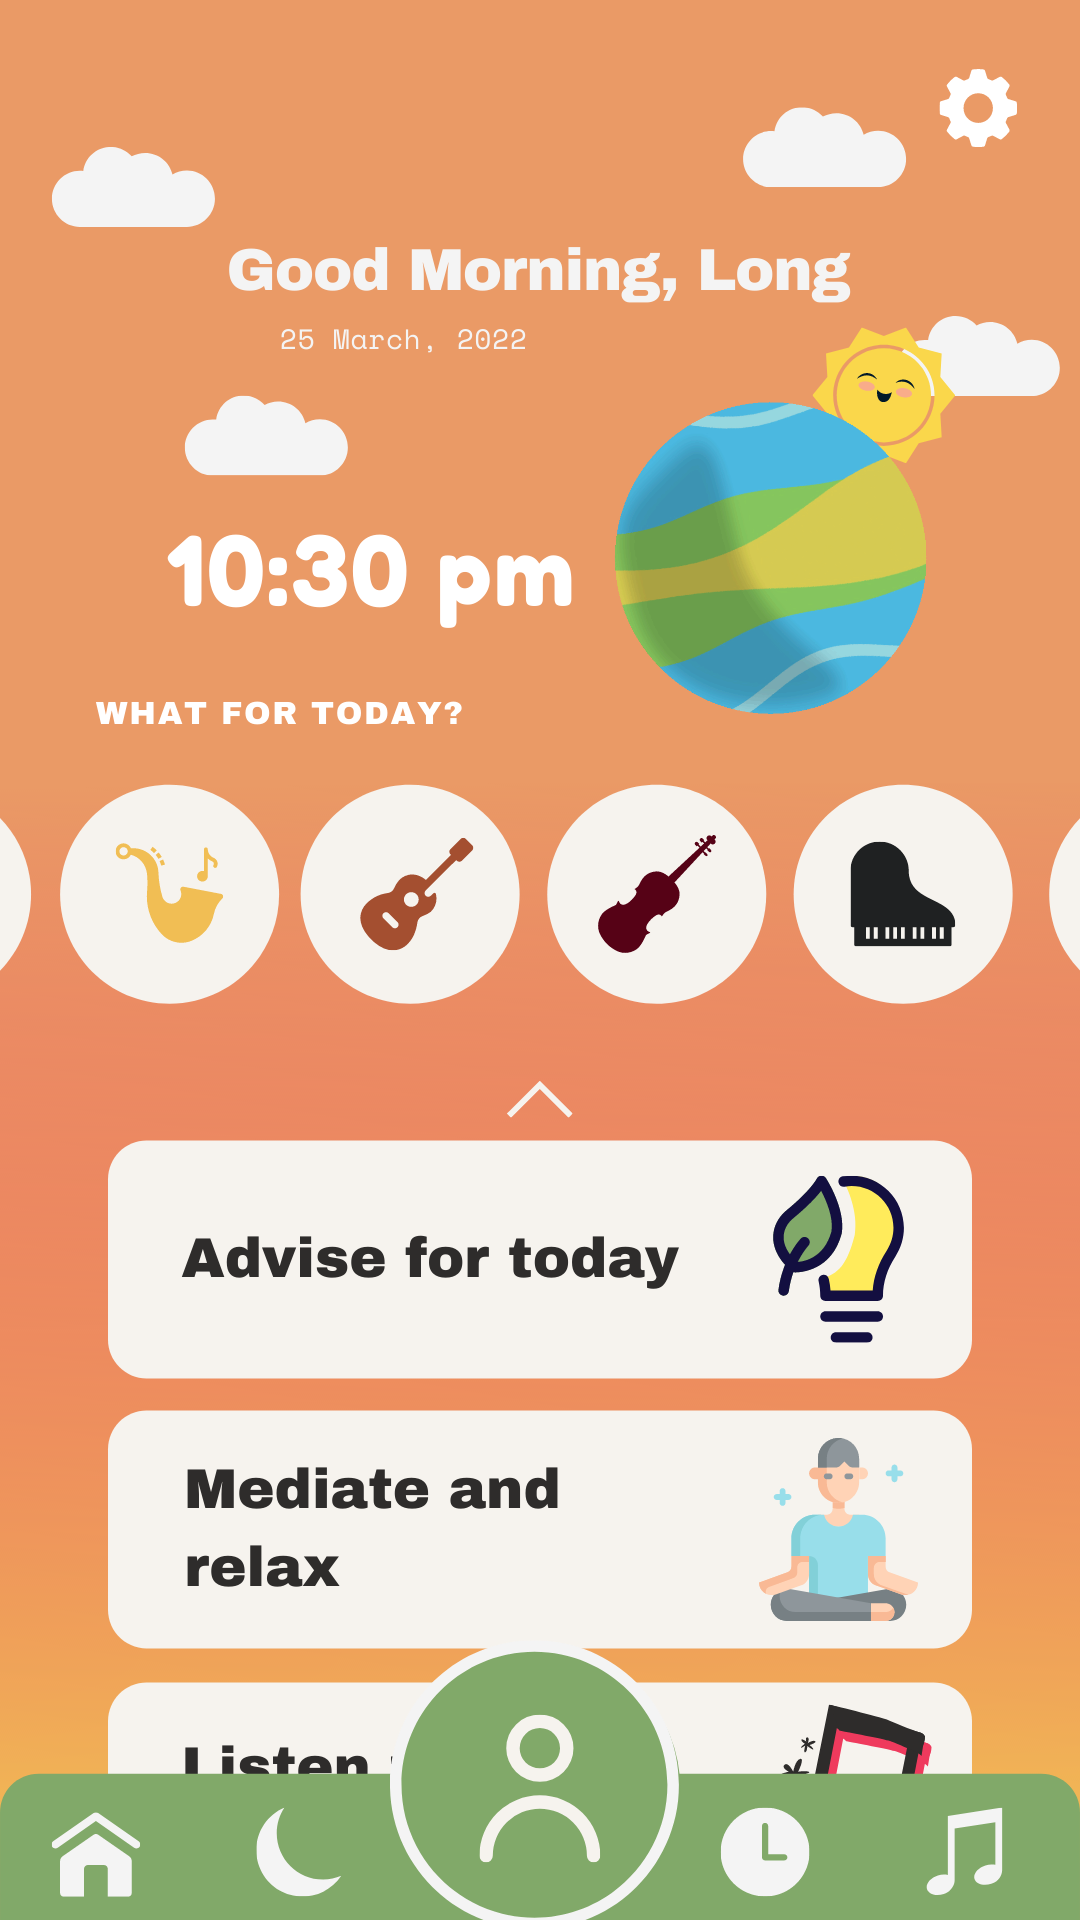 Good Morning, Long
25 March, 2022
10:30 pm
WHAT FOR TODAY?
Advise for today
Mediate and
relax
Listen